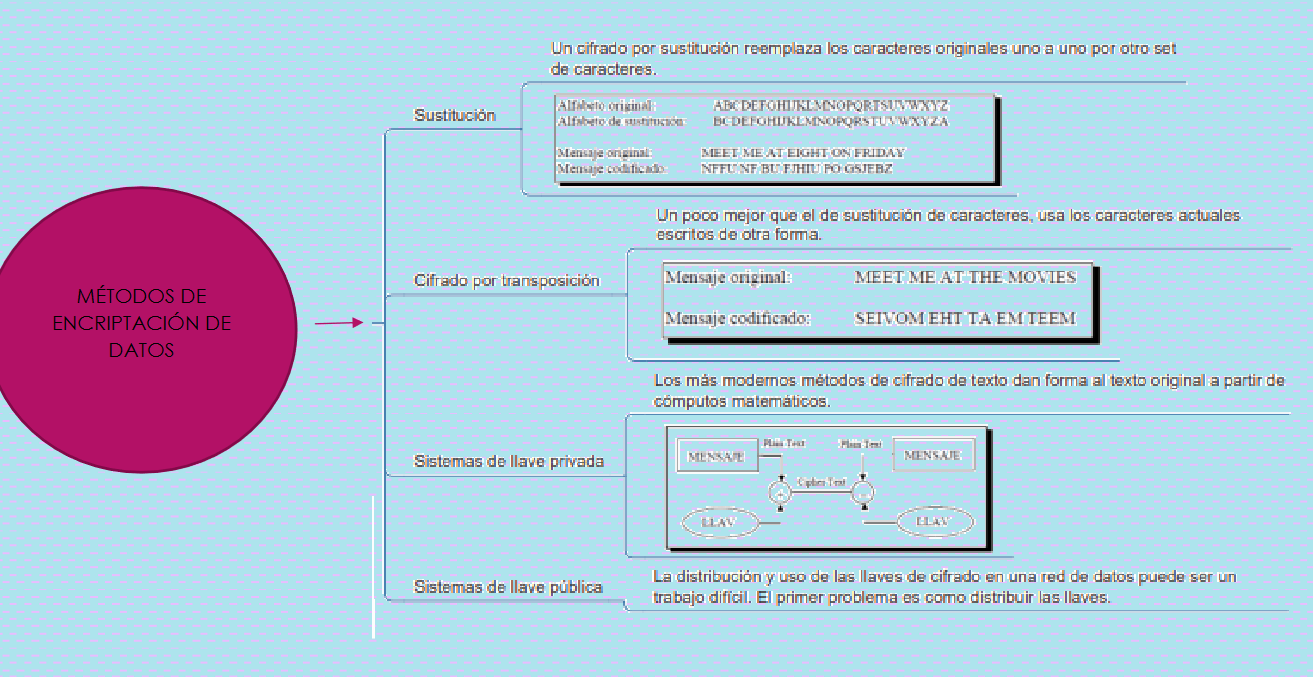 MÉTODOS DE
ENCRIPTACIÓN DE
DATOS
Sustitución
Un cifrado por sustitución reemplaza los caracteres originales uno a uno por otro set
de caracteres.
Alfabeto original: ABCDEFGHIJKLMNOPQRTSUVWXYZ
Alfabeto de sustitución: BCDEFGHIJKLMNOPQRSTUVWXYZA
Mensaje original: MEET ME AT EIGHT ON FRIDAY
Mensaje codificado: NFFU NF BU FJHIU PO GSJEBZ
Cifrado por transposición
Un poco mejor que el de sustitución de caracteres, usa los caracteres actuales
escritos de otra forma.
Mensaje original: MEET ME AT THE MOVIES
Mensaje codificado: SEIVOM EHT TA EM TEEM
Sistemas de llave privada
Los más modernos métodos de cifrado de texto dan forma al texto original a partir de
cómputos matemáticos.
Plain Text Plain Text
MENSAJE MENSAJE
Cipher Text
LLAV LLAV
Sistemas de llave pública
La distribución y uso de las llaves de cifrado en una red de datos puede ser un
trabajo difícil. El primer problema es como distribuir las llaves.